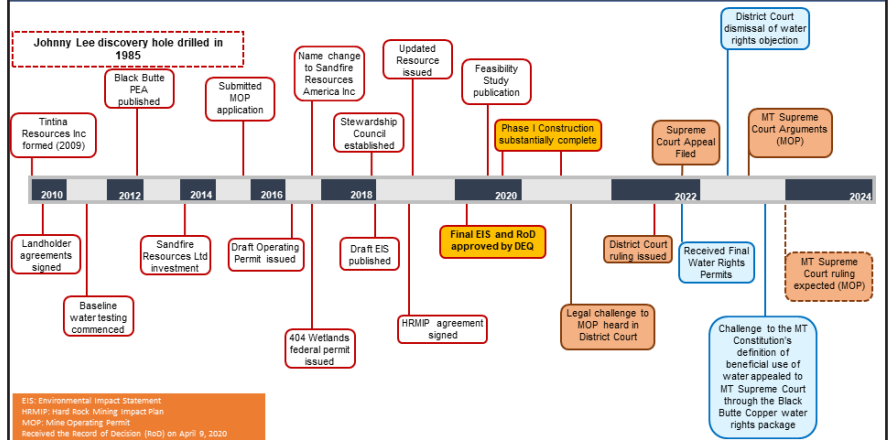 Johnny Lee discovery hole drilled in
1985
Tintina
Resources Inc
formed (2009)
Black Butte
PEA
published
Submitted
MOP
application
Name change
to Sandfire
Resources
America Inc
Stewardship
Council
established
Updated
Resource
issued
Feasibility
Study
publication
Phase I Construction
substantially complete
Supreme
Court Appeal
Filed
District Court
dismissal of water
rights objection
MT Supreme
Court Arguments
(MOP)
2010
2012
2014
2016
2018
2020
2022
2024
Landholder
agreements
signed
Baseline
water testing
commenced
Sandfire
Resources Ltd
investment
Draft Operating
Permit issued
404 Wetlands
federal permit
issued
Draft EIS
published
HRMIP agreement
signed
Final EIS and RoD
approved by DEQ
Legal challenge to
MOP heard in
District Court
District Court
ruling issued
Received Final
Water Rights
Permits
Challenge to the MT
Constitution's
definition of
beneficial use of
water appealed to
MT Supreme Court
through the Black
Butte Copper water
rights package
MT Supreme
Court ruling
expected (MOP)
EIS: Environmental Impact Statement
HRMIP: Hard Rock Mining Impact Plan
MOP: Mine Operating Permit
Received the Record of Decision (RoD) on April 9, 2020